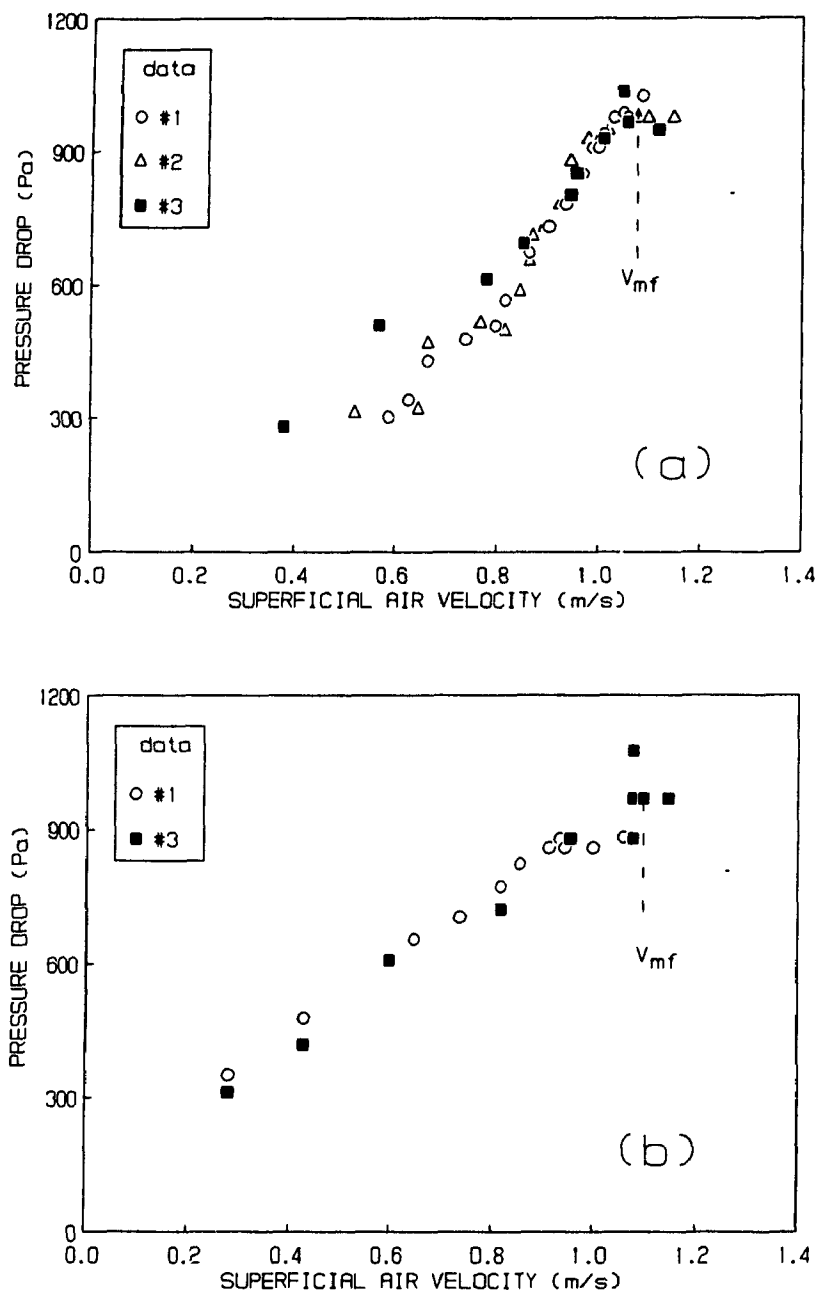 1200
data
#1
#2
#3
900
600
300
0
PRESSURE DROP (Pa)
Vmf
(a)
0.0 0.2 0.4 0.6 0.8 1.0 1.2 1.4
SUPERFICIAL AIR VELOCITY (m/s)
1200
data
#1
#3
900
600
300
0
PRESSURE DROP (Pa)
Vmf
(b)
0.0 0.2 0.4 0.6 0.8 1.0 1.2 1.4
SUPERFICIAL AIR VELOCITY (m/s)